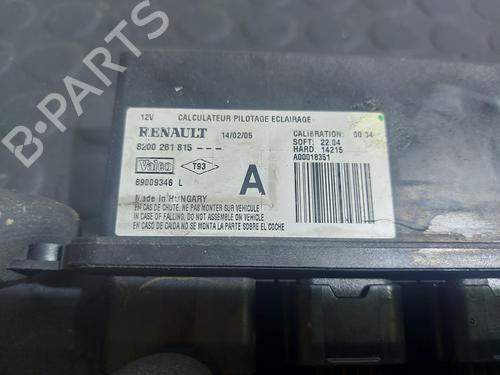 B-PARTS
12V CALCULATEUR PILOTAGE ECLAIRAGE
RENAULT 14/02/05
8200 261 815 ---
CALIBRATION: 00 34
SOFT: 22.04
HARD: 14215
A00018351
Valeo T93
89009346 L
A
Made in HUNGARY
EN CAS DE CHUTE: NE PAS MONTER SUR VEHICULE
IN CASE OF FALLING, DO NOT ASSEMBLE ON VEHICLE
EN CASO DE CAIDA NO SE MONTA LA PARTE SOBRE EL COCHE